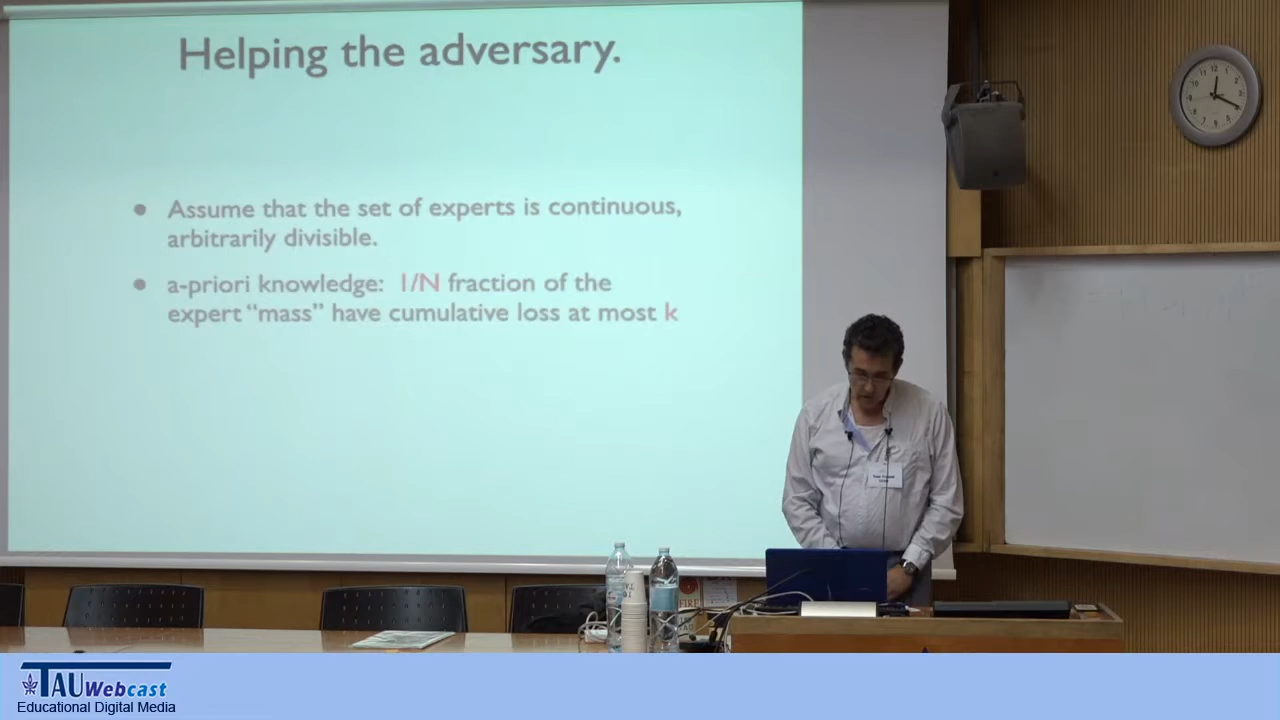 Helping the adversary.
● Assume that the set of experts is continuous,
arbitrarily divisible.
● a-priori knowledge: 1/N fraction of the
expert “mass” have cumulative loss at most k
FIRE
TAUWebcast
Educational Digital Media